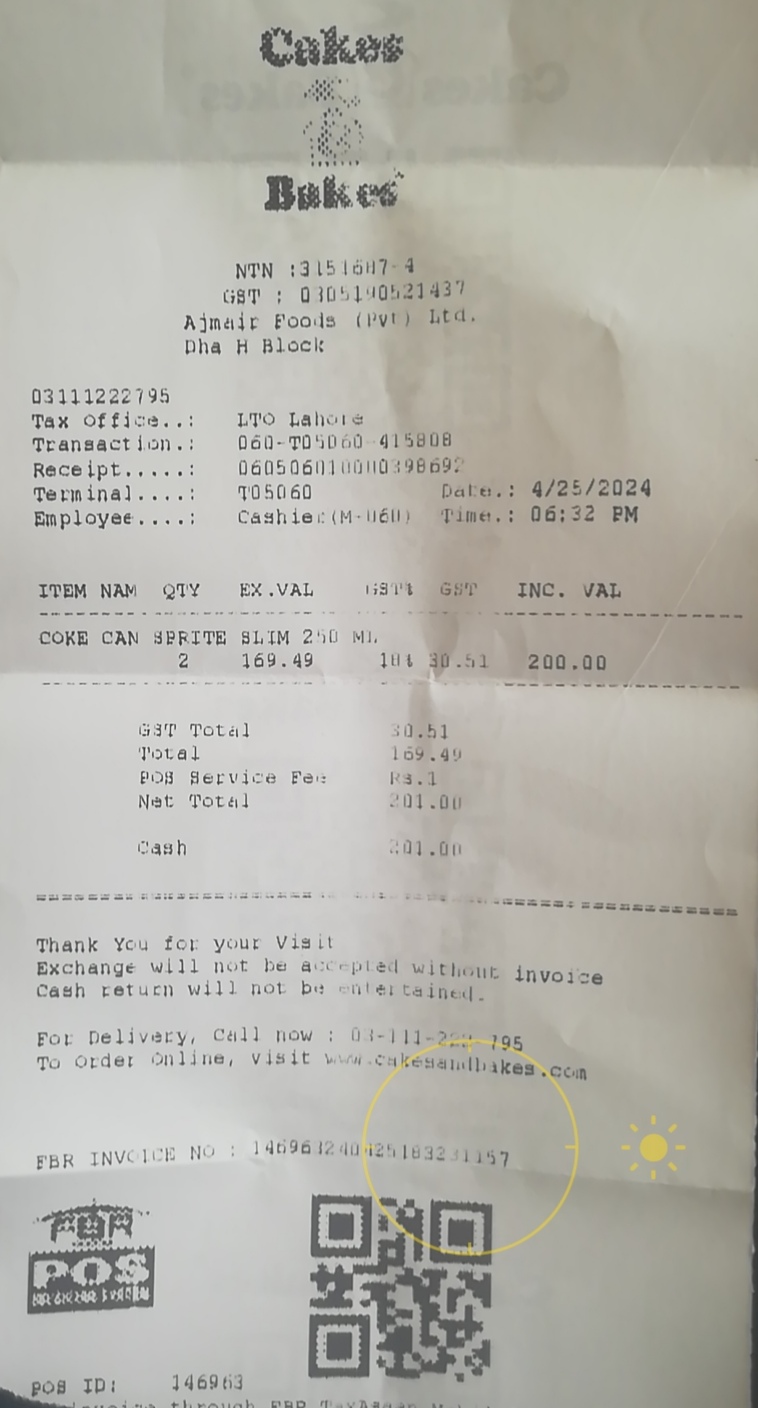 Cakes
&
Bakes
NTN :3151687-4
GST : 0305190521437
Ajmair Foods (Pvt) Ltd.
Dha H Block
03111222795
Tax Office..: LTO Lahore
Transaction.: 060-T05060-415808
Receipt.....: 0605060100000398692
Terminal....: T05060 Date.: 4/25/2024
Employee....: Cashier(M-060) Time.: 06:32 PM
ITEM NAM QTY EX.VAL GST% GST INC. VAL
COKE CAN SPRITE SLIM 250 ML
2 169.49 18% 30.51 200.00
GST Total 30.51
Total 169.49
POS Service Fee Rs.1
Net Total 201.00
Cash 201.00
Thank You for your Visit
Exchange will not be accepted without invoice
Cash return will not be entertained.
For Delivery, Call now : 03-111-222-795
To Order Online, visit www.cakesandbakes.com
FBR INVOICE NO :
FBR
POS
POS ID: 146963
invoice through FBR TaxAsaan